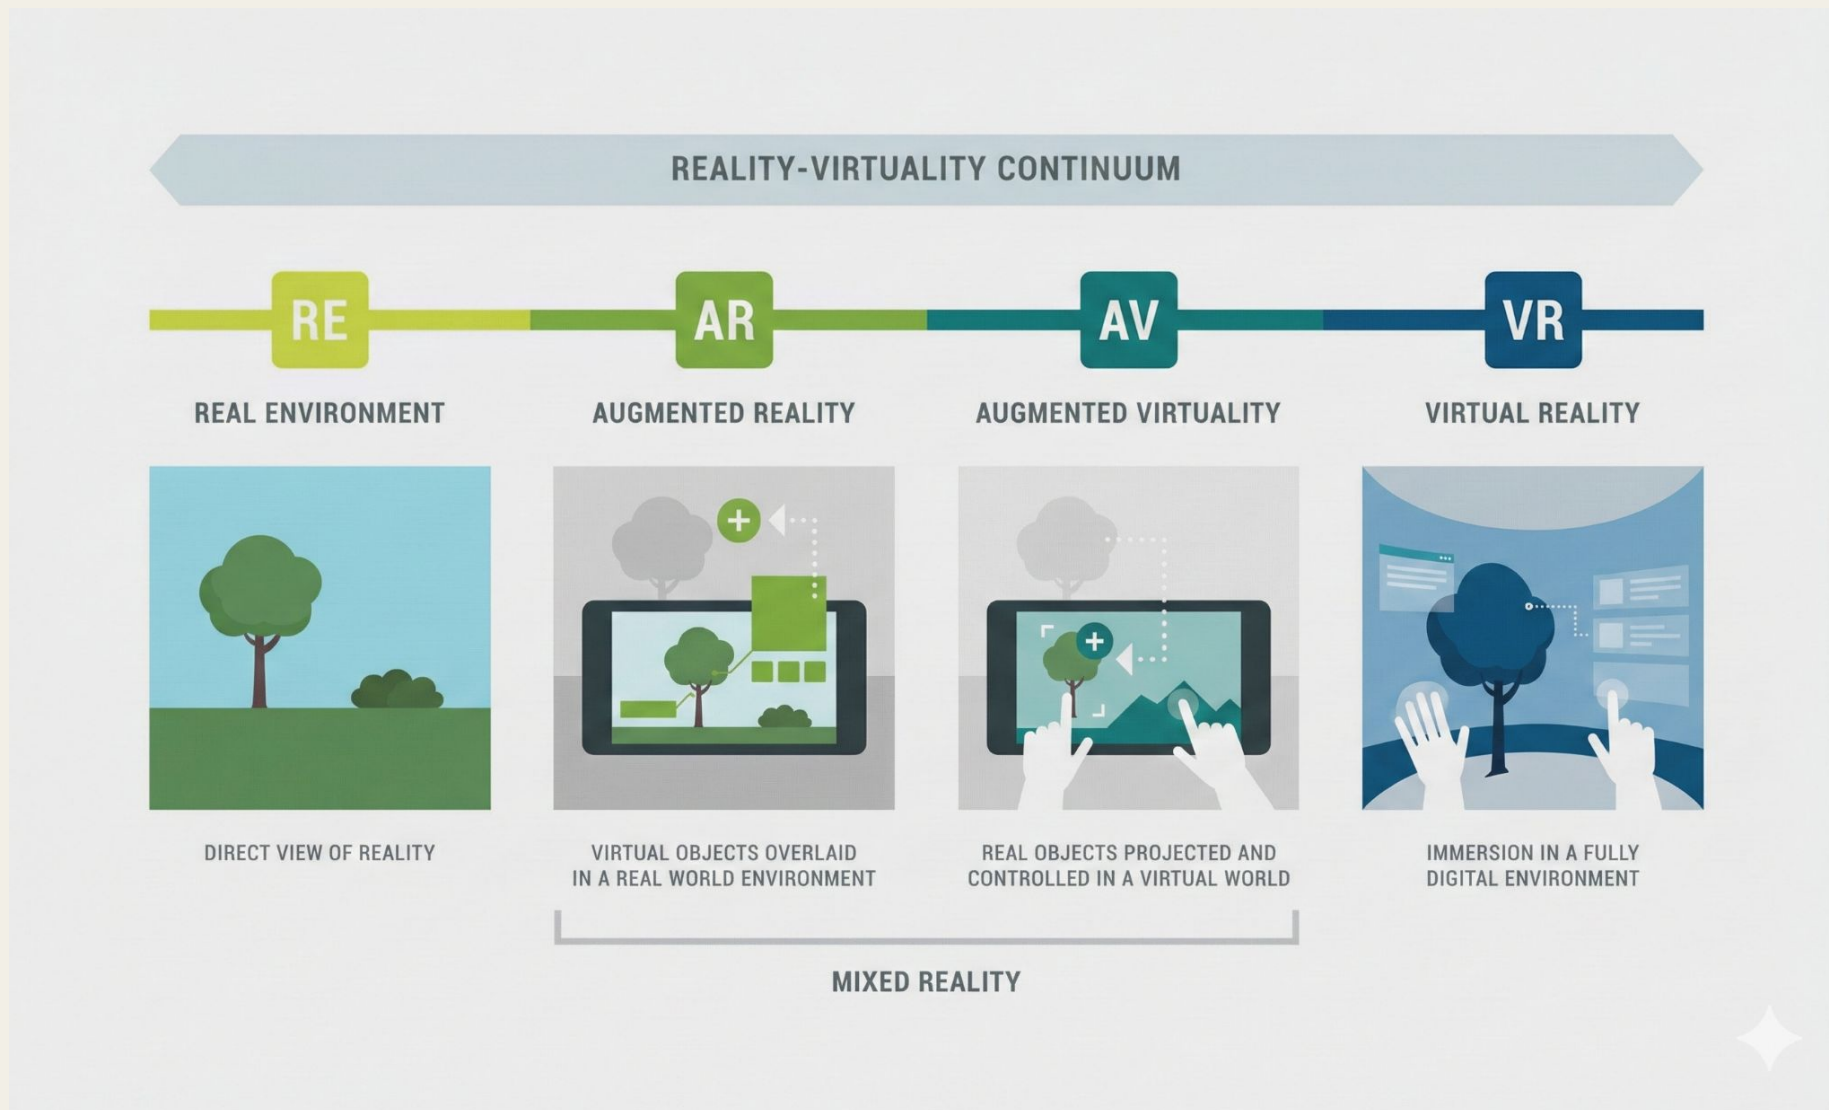 REALITY-VIRTUALITY CONTINUUM
RE
AR
AV
VR
REAL ENVIRONMENT
AUGMENTED REALITY
AUGMENTED VIRTUALITY
VIRTUAL REALITY
DIRECT VIEW OF REALITY
VIRTUAL OBJECTS OVERLAID
IN A REAL WORLD ENVIRONMENT
REAL OBJECTS PROJECTED AND
CONTROLLED IN A VIRTUAL WORLD
IMMERSION IN A FULLY
DIGITAL ENVIRONMENT
MIXED REALITY